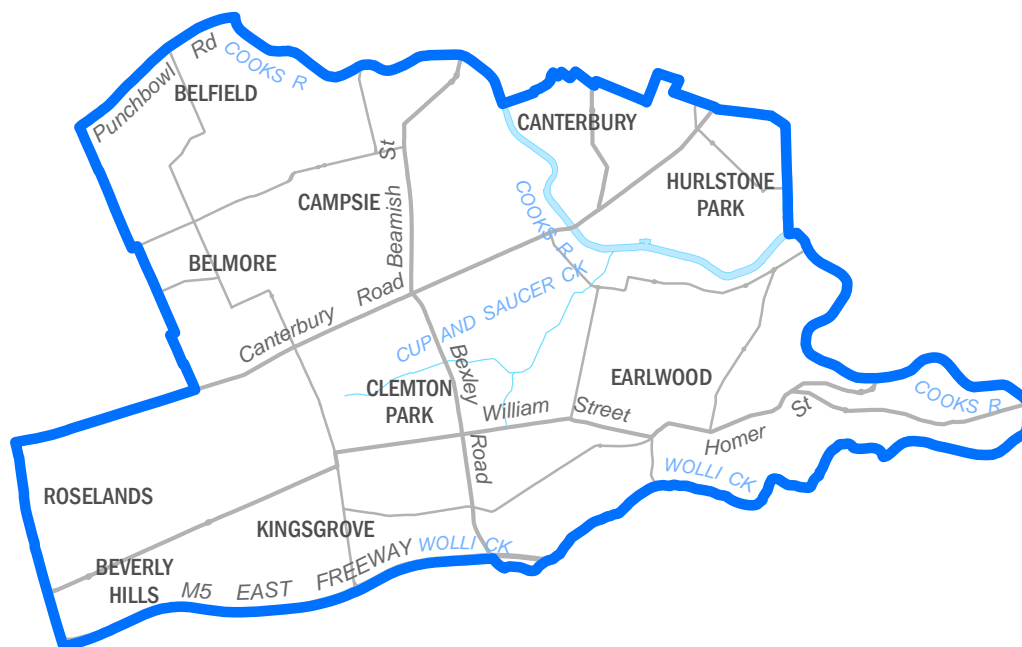 Punchbowl Rd
COOKS R
BELFIELD
CANTERBURY
HURLSTONE
PARK
CAMPSIE
Beamish St
COOKS R
BELMORE
Canterbury Road
CUP AND SAUCER CK
CLEMTON
PARK
Bexley Road
EARLWOOD
William Street
Homer St
COOKS R
WOLLI CK
ROSELANDS
KINGSGROVE
WOLLI CK
BEVERLY
HILLS
M5 EAST FREEWAY